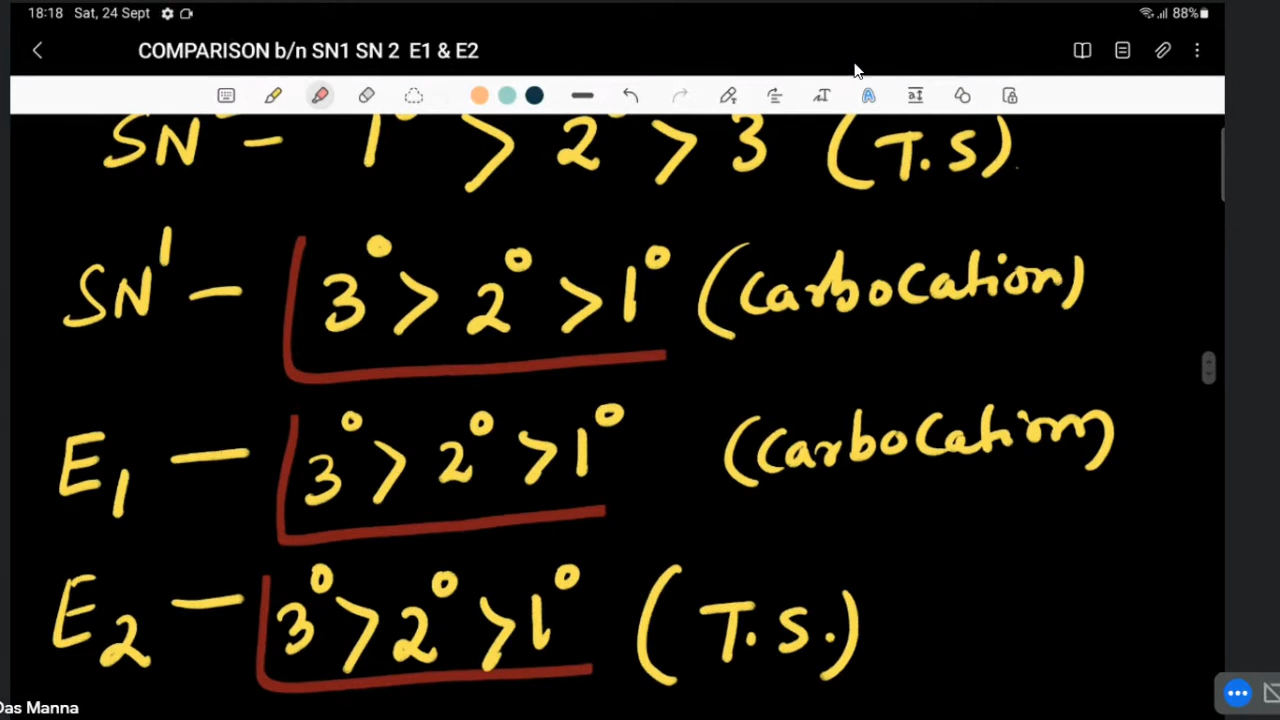 18:18 Sat, 24 Sept 88%
COMPARISON b/n SN1 SN 2 E1 & E2
SN² - 1° > 2° > 3 (T.S)
SN¹ - 3° > 2° > 1° (carbocation)
E₁ - 3° > 2° > 1° (carbocation)
E₂ - 3° > 2° > 1° (T.S.)
Das Manna